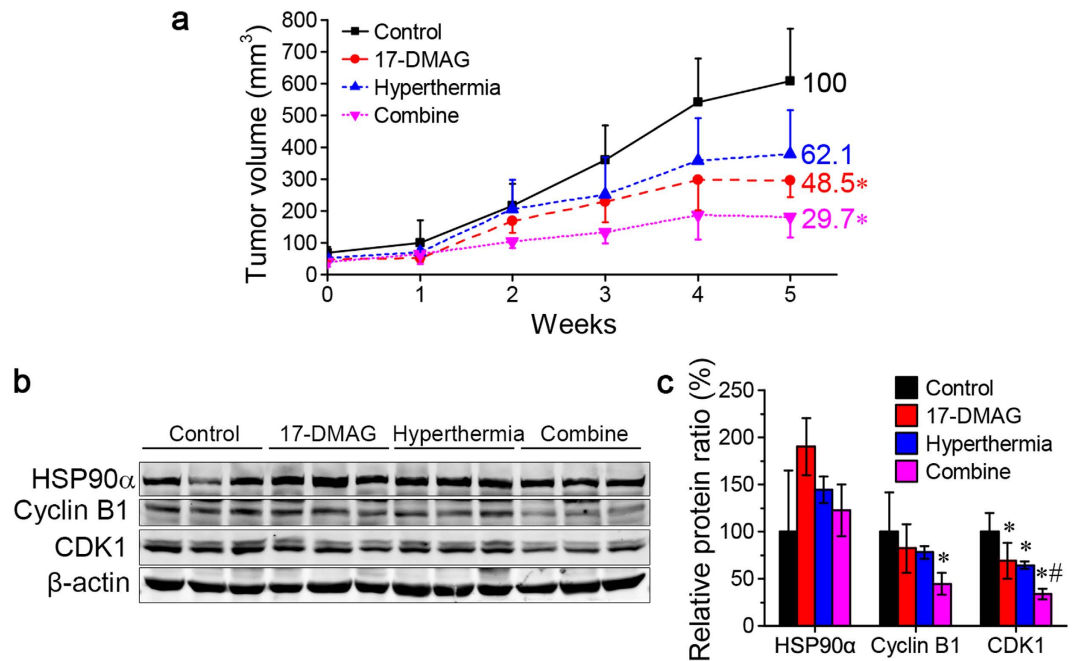 a
800
700
600
500
400
300
200
100
0
Tumor volume (mm³)
Control
17-DMAG
Hyperthermia
Combine
100
62.1
48.5*
29.7*
0 1 2 3 4 5
Weeks
b
Control 17-DMAG Hyperthermia Combine
HSP90α
Cyclin B1
CDK1
β-actin
c
250
200
150
100
50
0
Relative protein ratio (%)
Control
17-DMAG
Hyperthermia
Combine
*
*
*
*#
HSP90α Cyclin B1 CDK1